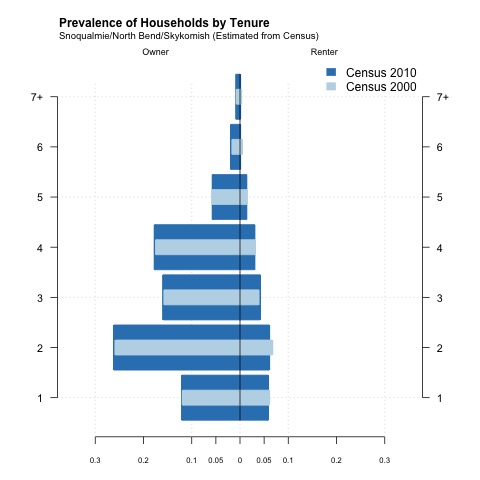 Prevalence of Households by Tenure
Snoqualmie/North Bend/Skykomish (Estimated from Census)
Owner Renter
Census 2010
Census 2000
7+ 7+
6 6
5 5
4 4
3 3
2 2
1 1
0.3 0.2 0.1 0.05 0 0.05 0.1 0.2 0.3